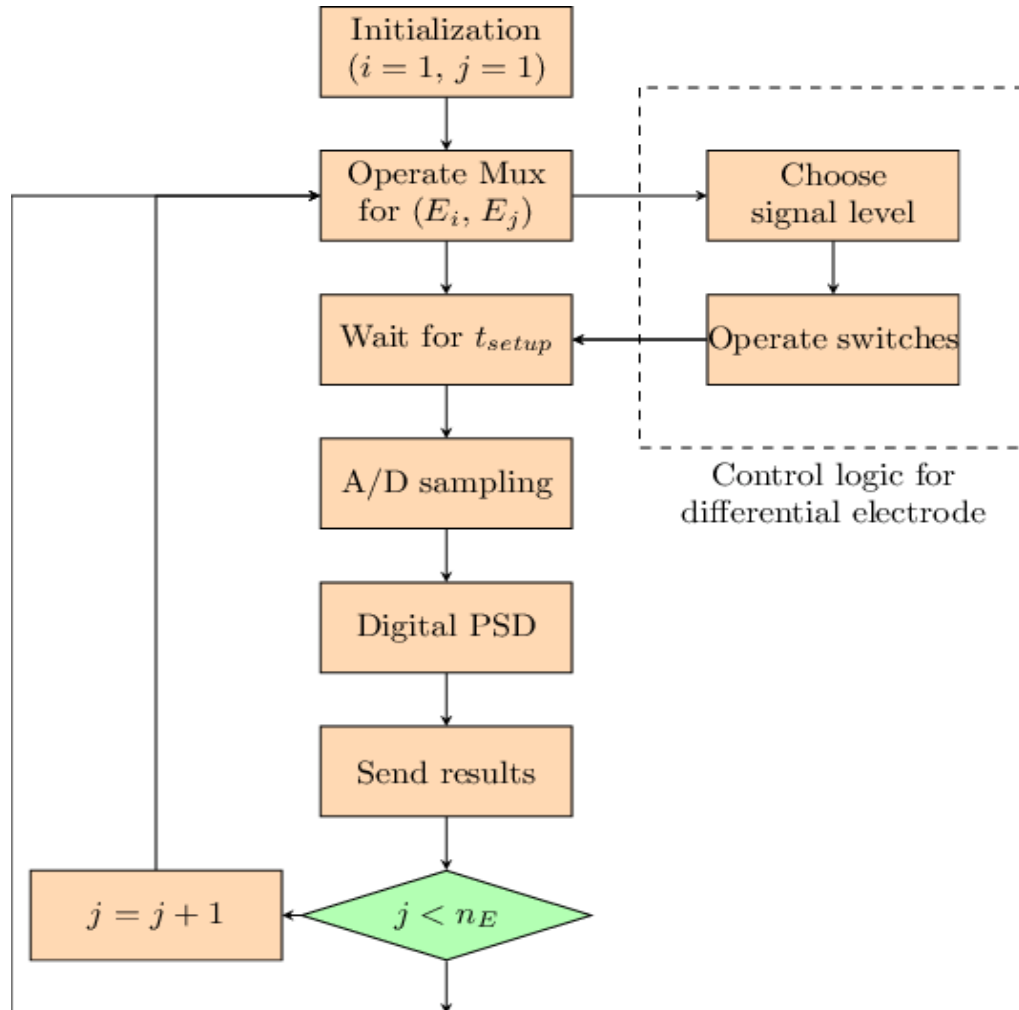 Initialization
(i = 1, j = 1)
Operate Mux
for (E_i, E_j)
Choose
signal level
Wait for t_setup
Operate switches
A/D sampling
Control logic for
differential electrode
Digital PSD
Send results
j = j + 1
j < n_E